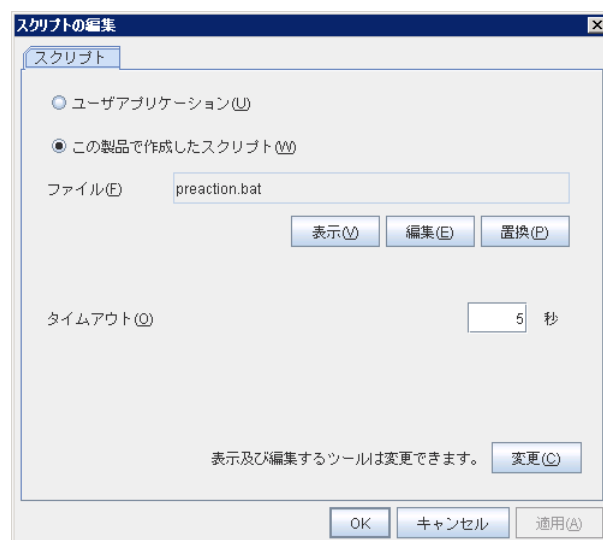 スクリプトの編集
スクリプト
ユーザアプリケーション(U)
この製品で作成したスクリプト(W)
ファイル(F) preaction.bat
表示(V) 編集(E) 置換(P)
タイムアウト(O) 5 秒
表示及び編集するツールは変更できます。 変更(C)
OK キャンセル 適用(A)